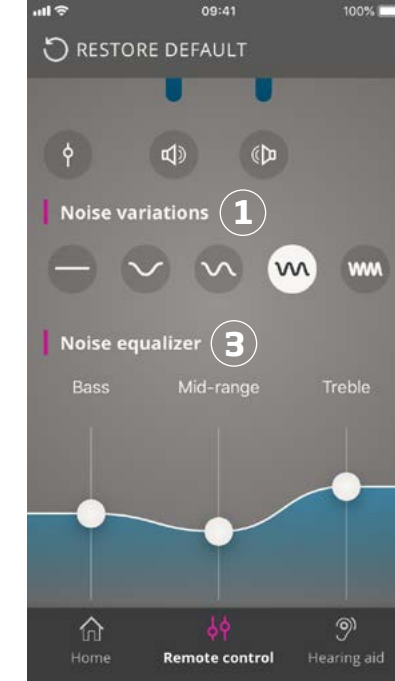 09:41
100%
RESTORE DEFAULT
Noise variations 1
Noise equalizer 3
Bass Mid-range Treble
Home Remote control Hearing aid